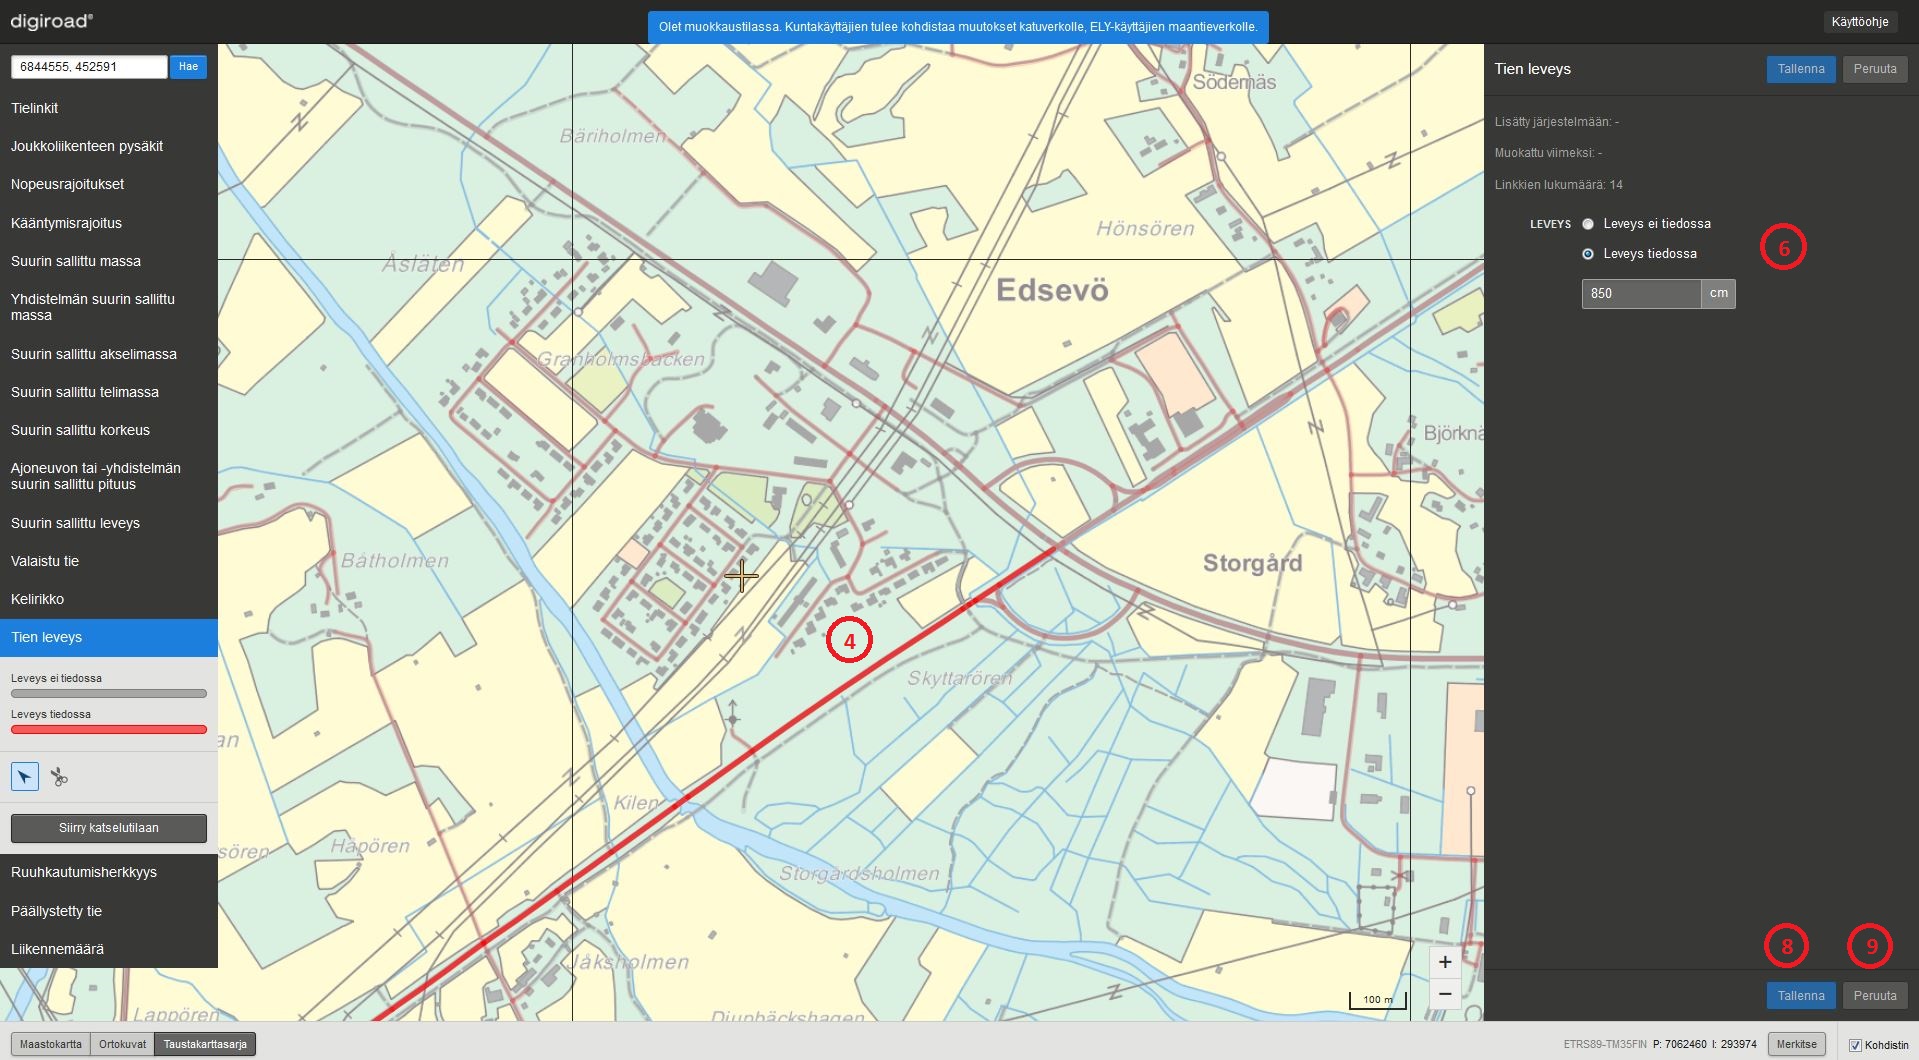 digiroad®
Olet muokkaustilassa. Kuntakäyttäjien tulee kohdistaa muutokset katuverkolle, ELY-käyttäjien maantieverkolle.
Käyttöohje
6844555, 452591
Hae
Tielinkit
Joukkoliikenteen pysäkit
Nopeusrajoitukset
Kääntymisrajoitus
Suurin sallittu massa
Yhdistelmän suurin sallittu
massa
Suurin sallittu akselimassa
Suurin sallittu telimassa
Suurin sallittu korkeus
Ajoneuvon tai -yhdistelmän
suurin sallittu pituus
Suurin sallittu leveys
Valaistu tie
Kelirikko
Tien leveys
Leveys ei tiedossa
Leveys tiedossa
Siirry katselutilaan
Ruuhkautumisherkkyys
Päällystetty tie
Liikennemäärä
Södernäs
Bäriholmen
Hönsören
Åsläten
Edsevö
Granholmsbacken
Björknä
Båtholmen
Storgård
4
Skyttarören
an
Kilen
Håpören
sören
Storgårdsholmen
Jåksholmen
Lappören
Djupbäckshagen
+
−
100 m
Tien leveys
Tallenna
Peruuta
Lisätty järjestelmään: -
Muokattu viimeksi: -
Linkkien lukumäärä: 14
LEVEYS
Leveys ei tiedossa
Leveys tiedossa
6
850
cm
8
9
Tallenna
Peruuta
Maastokartta
Ortokuvat
Taustakarttasarja
ETRS89-TM35FIN
P: 7062460 I: 293974
Merkitse
Kohdistin